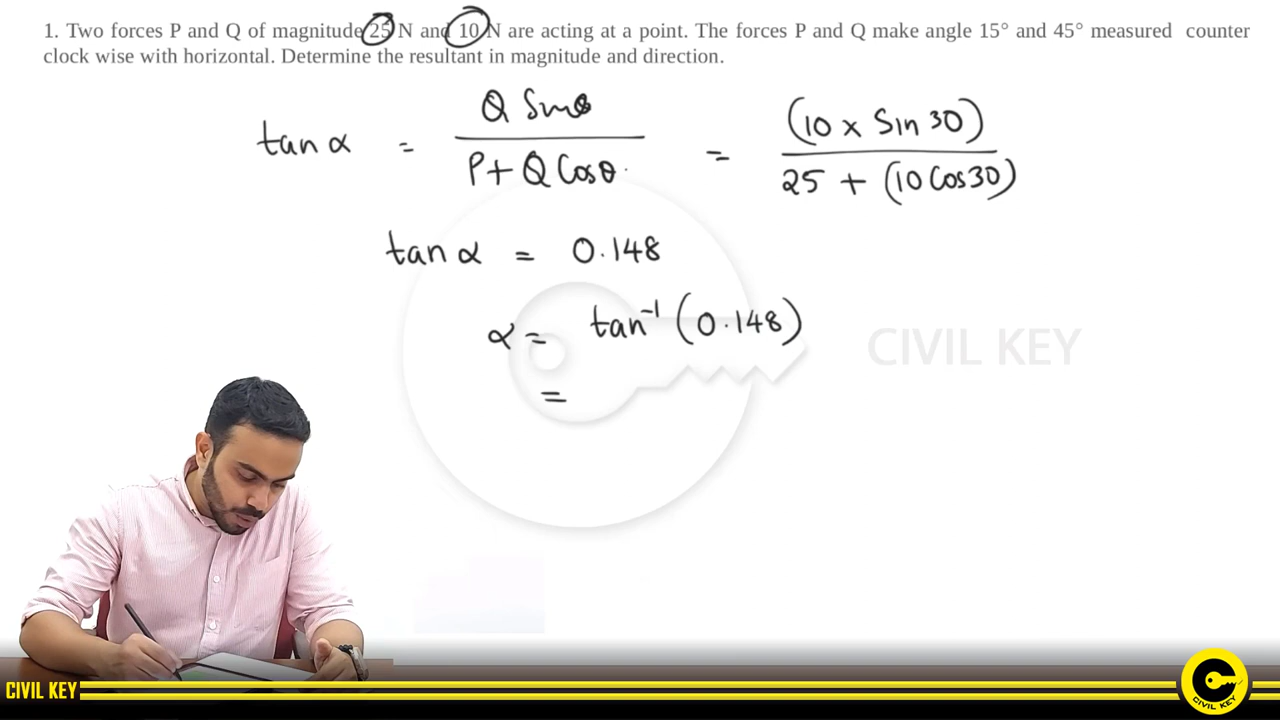 1. Two forces P and Q of magnitude 25 N and 10 N are acting at a point. The forces P and Q make angle 15° and 45° measured counter
clock wise with horizontal. Determine the resultant in magnitude and direction.
tan α = Q Sinθ / P + Q Cosθ = (10 x Sin 30) / 25 + (10 Cos 30)
tan α = 0.148
α = tan⁻¹ (0.148)
=
CIVIL KEY
CIVIL KEY
CIVIL KEY